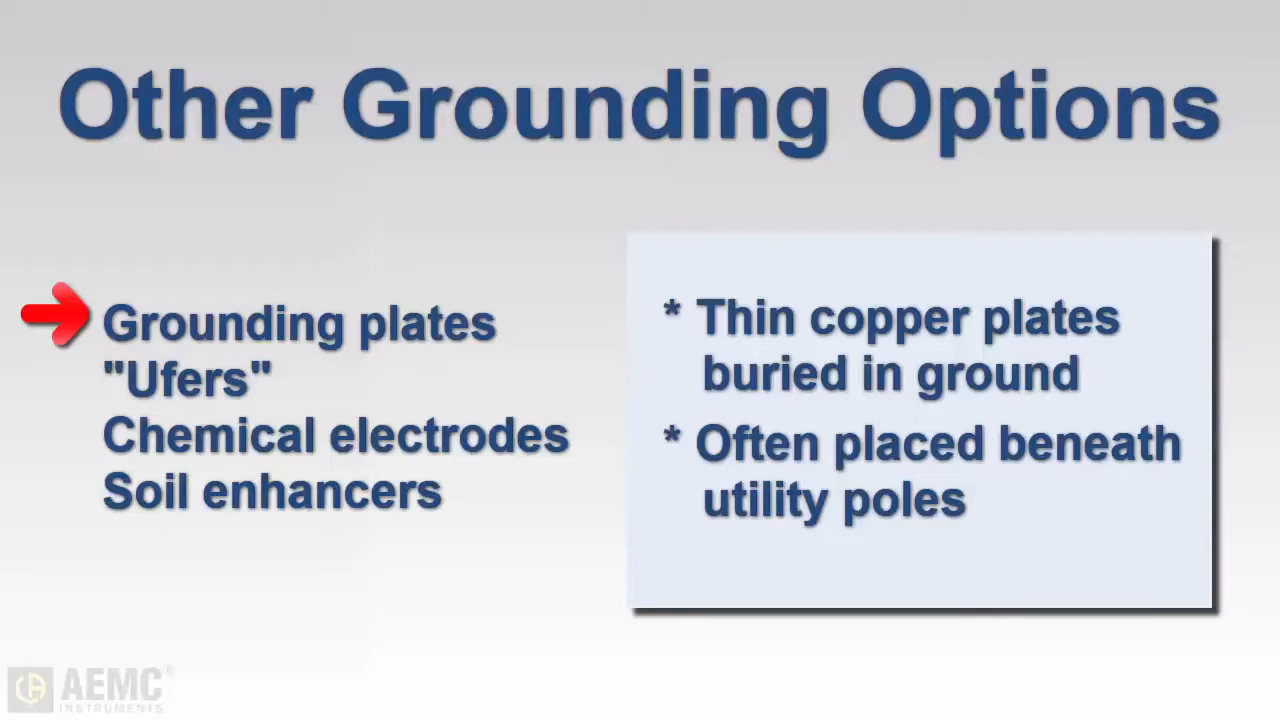 Other Grounding Options
Grounding plates
"Ufers"
Chemical electrodes
Soil enhancers
* Thin copper plates
buried in ground
* Often placed beneath
utility poles
AEMC®
INSTRUMENTS